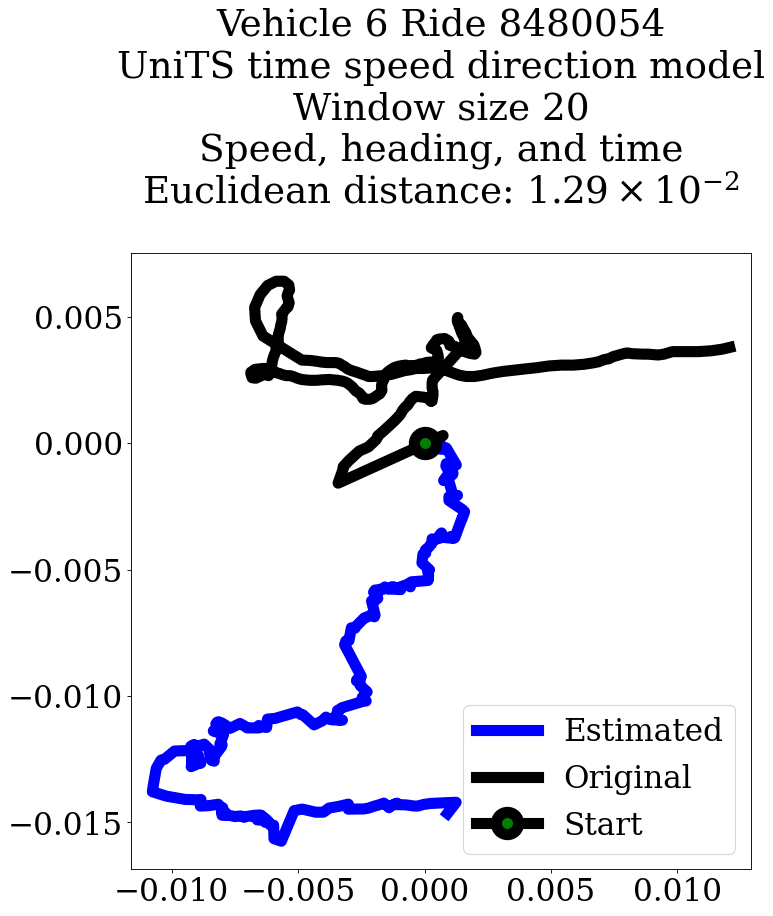 Vehicle 6 Ride 8480054
UniTS time speed direction model
Window size 20
Speed, heading, and time
Euclidean distance: 1.29 × 10⁻²
0.005
0.000
−0.005
−0.010
−0.015
Estimated
Original
Start
−0.010 −0.005 0.000 0.005 0.010